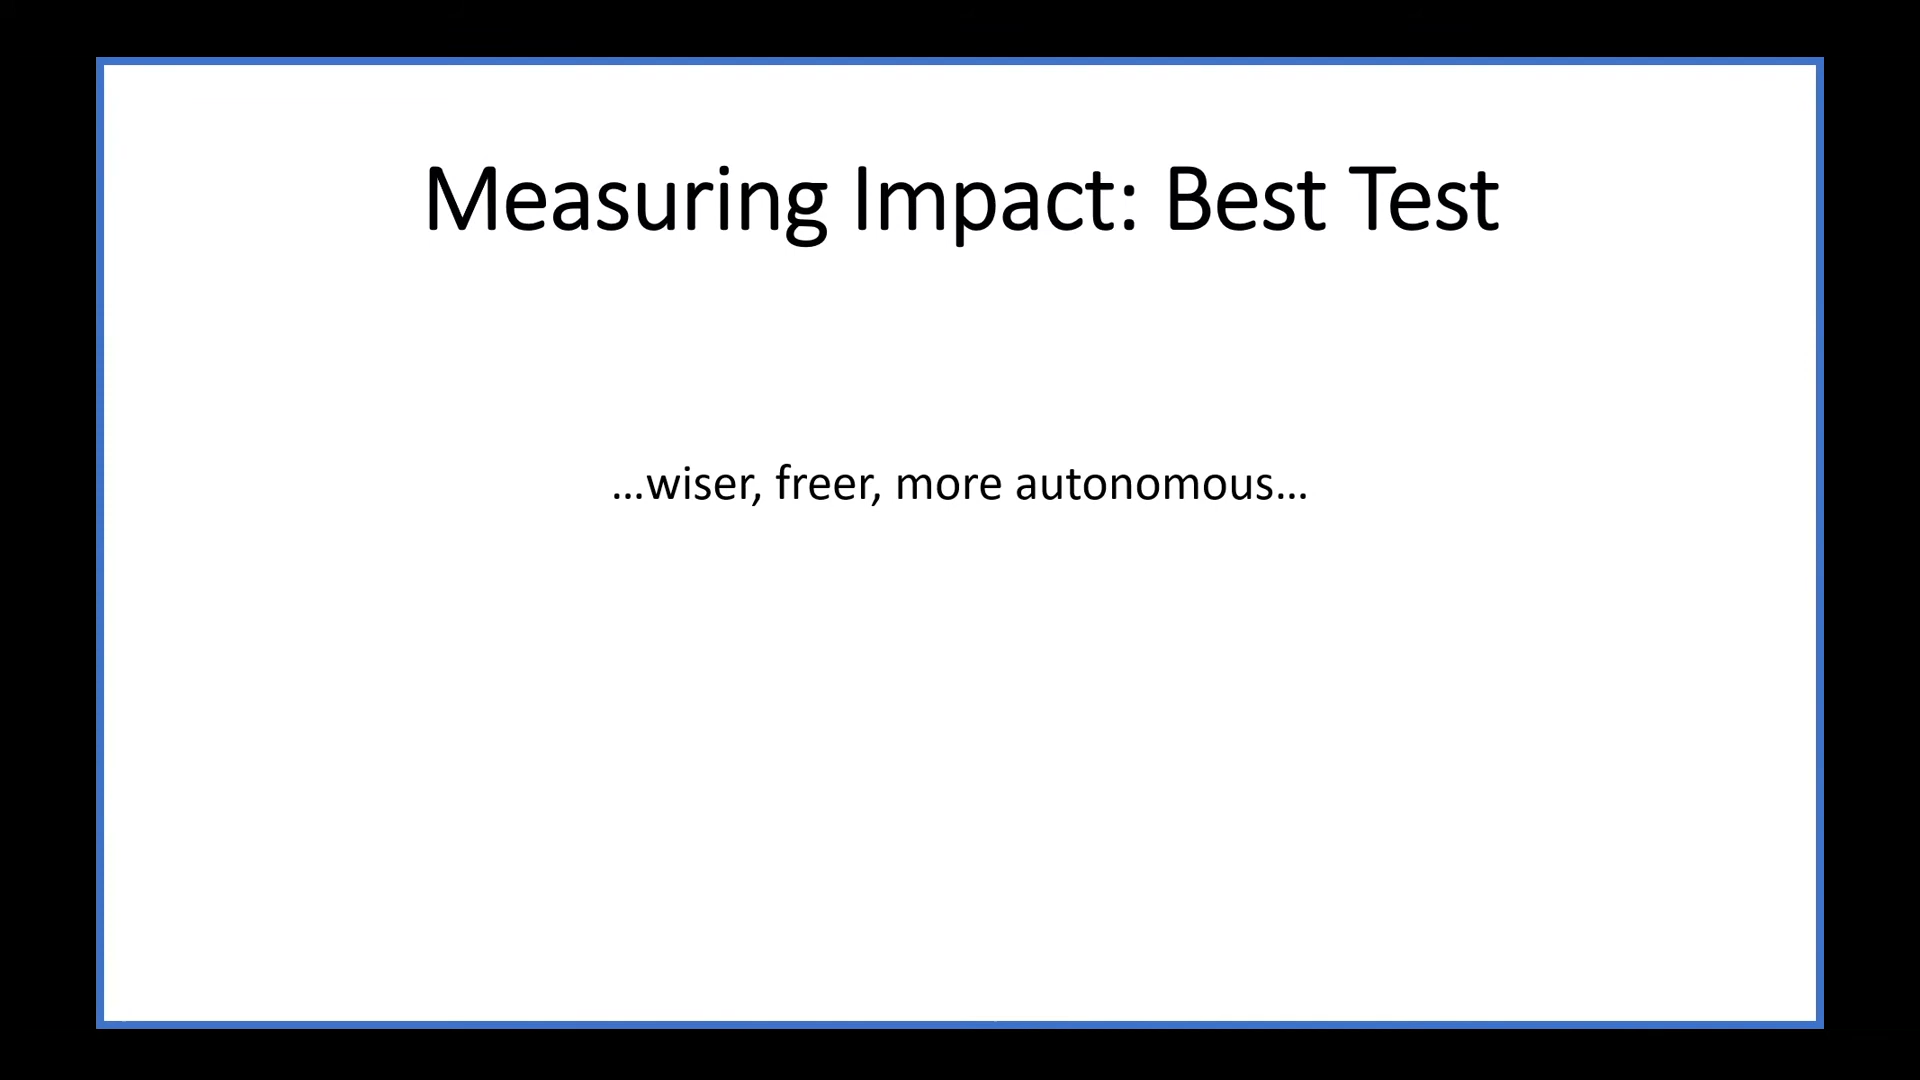 Measuring Impact: Best Test
...wiser, freer, more autonomous...